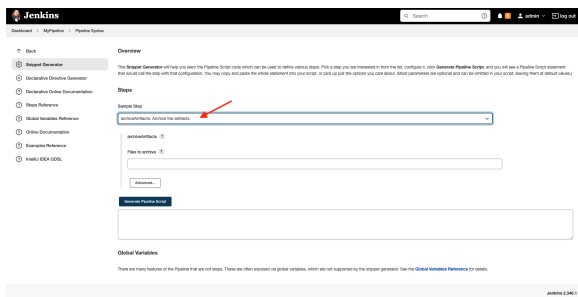 Jenkins
Search
1
admin
log out
Dashboard
MyPipeline
Pipeline Syntax
Back
Snippet Generator
Declarative Directive Generator
Declarative Online Documentation
Steps Reference
Global Variables Reference
Online Documentation
Examples Reference
IntelliJ IDEA GDSL
Overview
This Snippet Generator will help you learn the Pipeline Script code which can be used to define various steps. Pick a step you are interested in from the list, configure it, click Generate Pipeline Script, and you will see a Pipeline Script statement
that would call the step with that configuration. You may copy and paste the whole statement into your script, or pick up just the options you care about. (Most parameters are optional and can be omitted in your script, leaving them at default values.)
Steps
Sample Step
archiveArtifacts: Archive the artifacts
archiveArtifacts ?
Files to archive ?
Advanced...
Generate Pipeline Script
Global Variables
There are many features of the Pipeline that are not steps. These are often exposed via global variables, which are not supported by the snippet generator. See the Global Variables Reference for details.
Jenkins 2.346.1